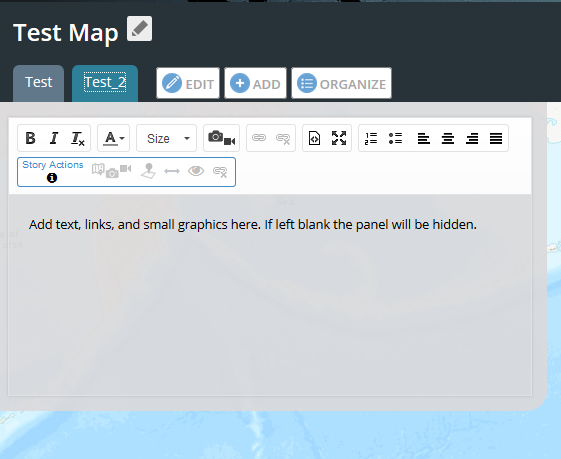 Test Map
Test Test_2 EDIT ADD ORGANIZE
B I Tx A Size
Story Actions
Add text, links, and small graphics here. If left blank the panel will be hidden.